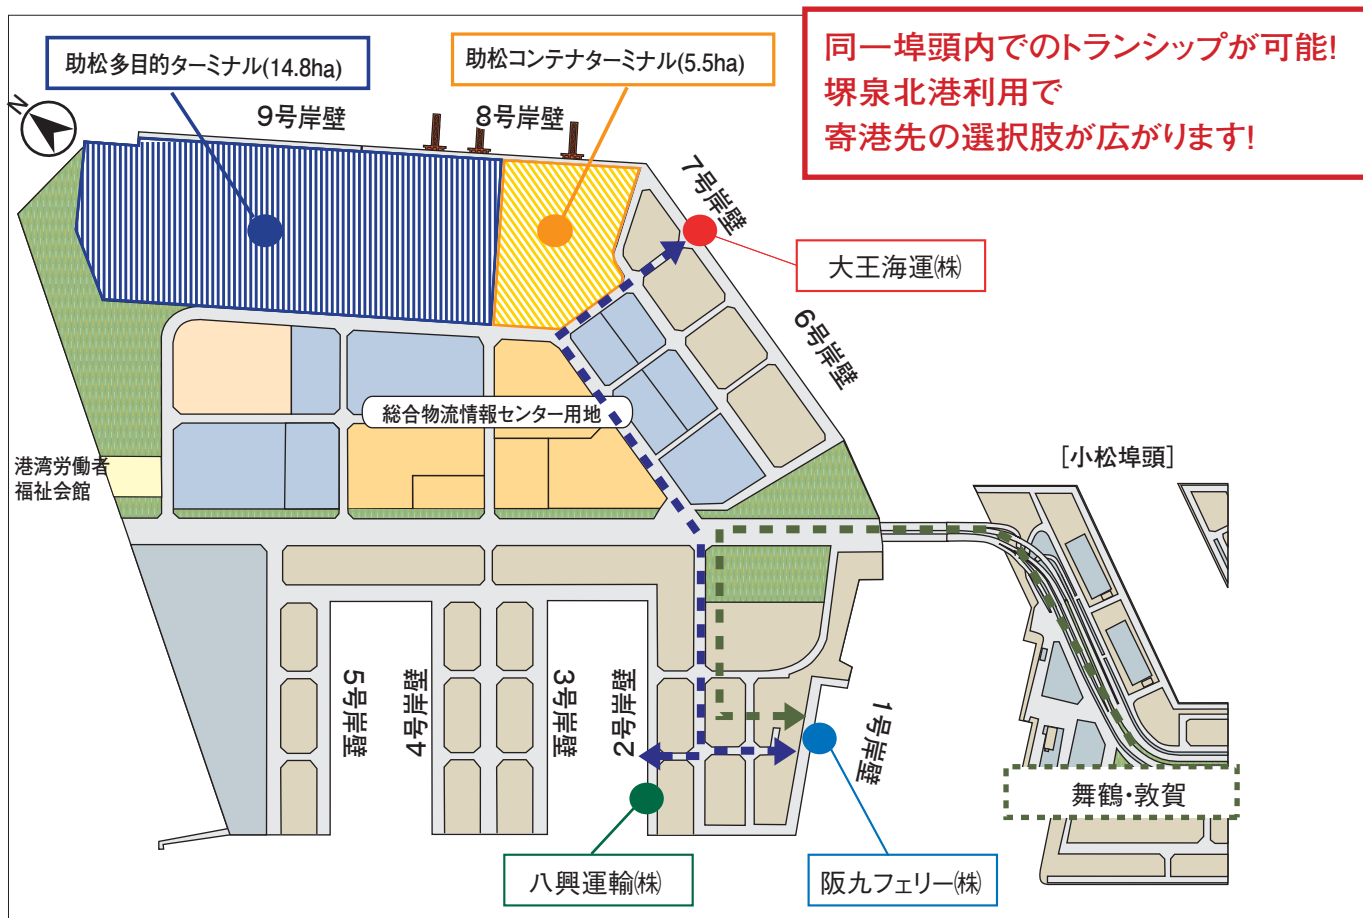 同一埠頭内でのトランシップが可能!
堺泉北港利用で
寄港先の選択肢が広がります!
助松多目的ターミナル(14.8ha)
助松コンテナターミナル(5.5ha)
N
9号岸壁
8号岸壁
7号岸壁
大王海運㈱
6号岸壁
総合物流情報センター用地
港湾労働者
福祉会館
[小松埠頭]
5号岸壁
4号岸壁
3号岸壁
2号岸壁
1号岸壁
舞鶴・敦賀
八興運輸㈱
阪九フェリー㈱